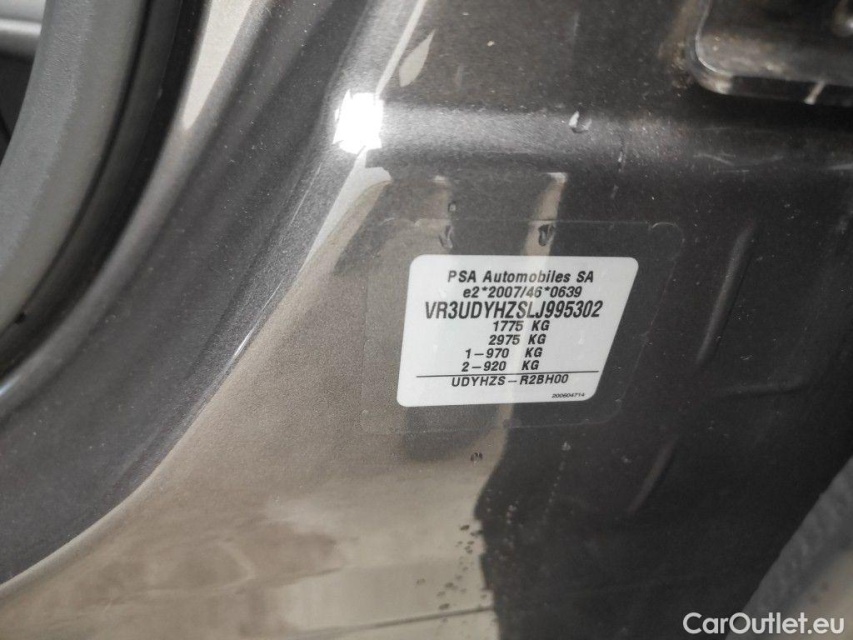 PSA Automobiles SA
e2*2007/46*0639
VR3UDYHZSLJ995302
1775 KG
2975 KG
1-970 KG
2-920 KG
UDYHZS-R2BH00
200604714
CarOutlet.eu